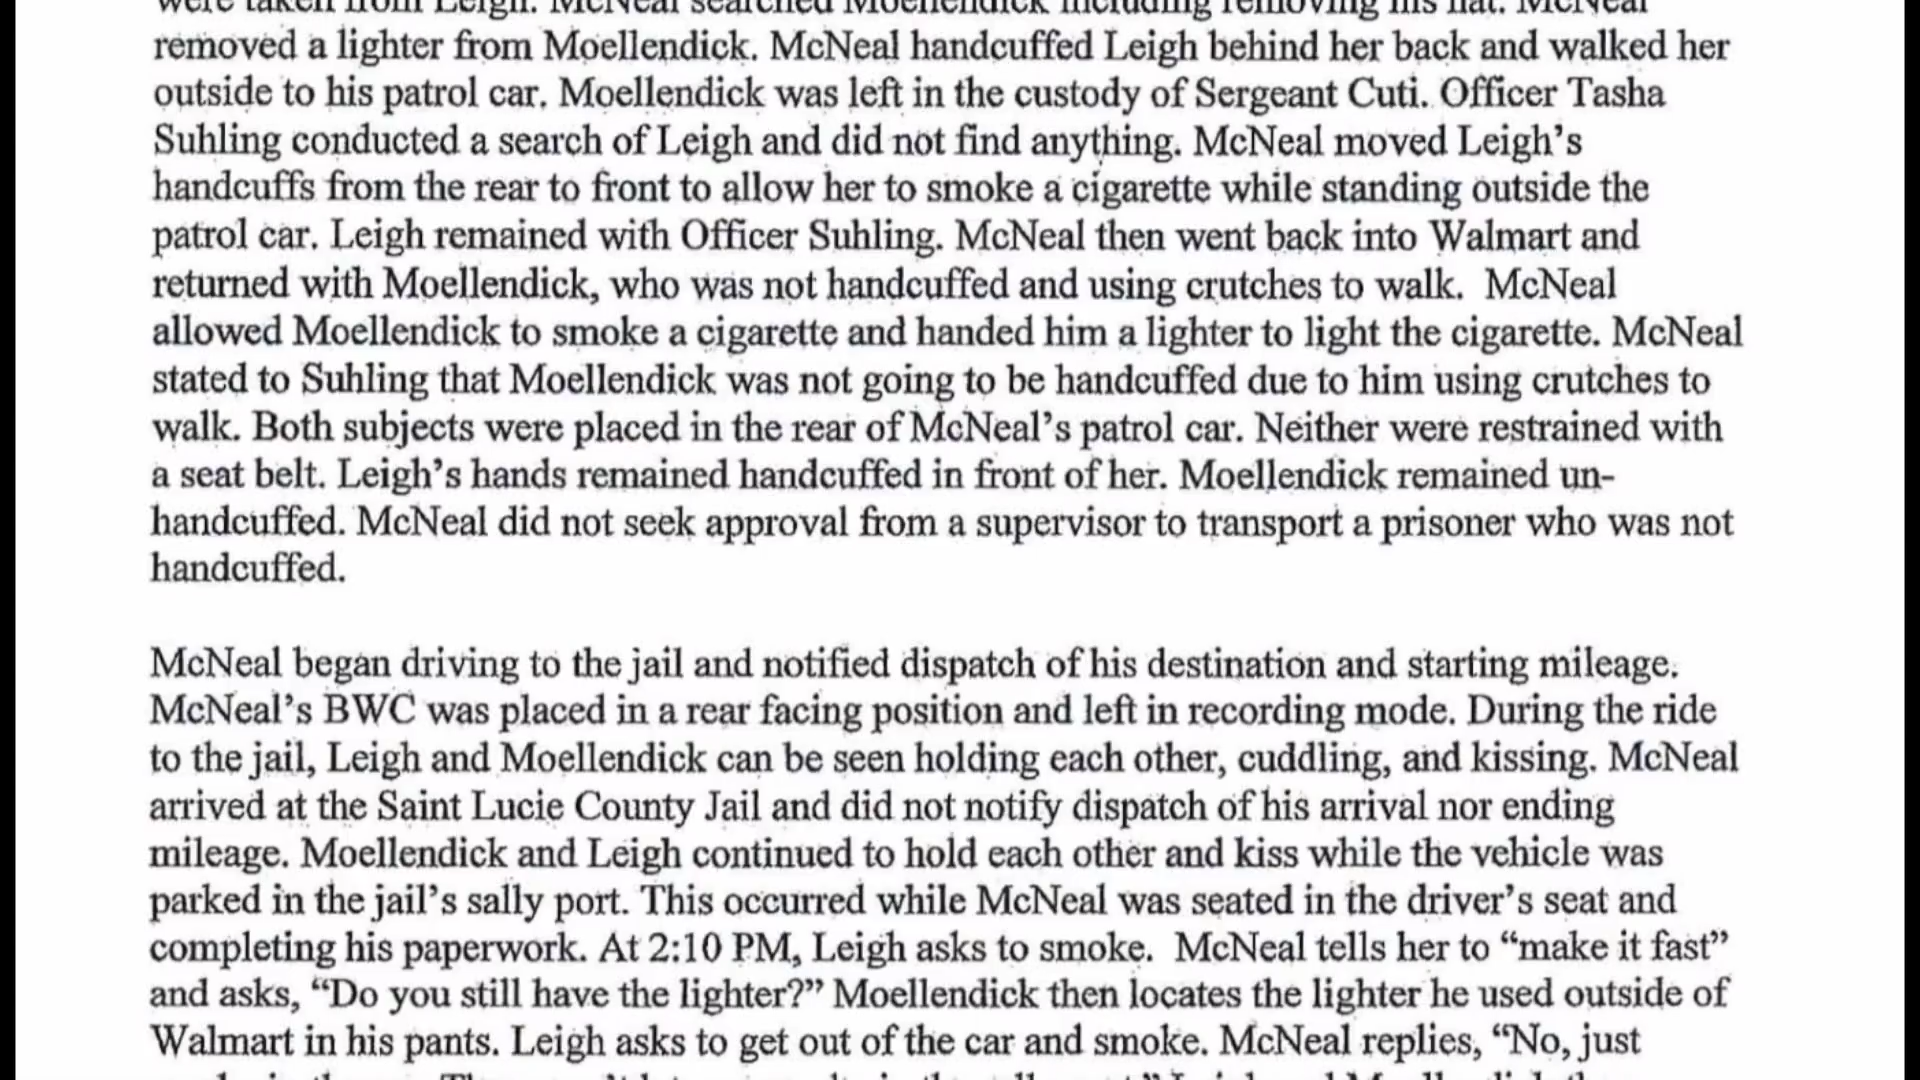 were taken from Leigh. McNeal searched Moellendick including removing his hat. McNeal
removed a lighter from Moellendick. McNeal handcuffed Leigh behind her back and walked her
outside to his patrol car. Moellendick was left in the custody of Sergeant Cuti. Officer Tasha
Suhling conducted a search of Leigh and did not find anything. McNeal moved Leigh’s
handcuffs from the rear to front to allow her to smoke a cigarette while standing outside the
patrol car. Leigh remained with Officer Suhling. McNeal then went back into Walmart and
returned with Moellendick, who was not handcuffed and using crutches to walk. McNeal
allowed Moellendick to smoke a cigarette and handed him a lighter to light the cigarette. McNeal
stated to Suhling that Moellendick was not going to be handcuffed due to him using crutches to
walk. Both subjects were placed in the rear of McNeal’s patrol car. Neither were restrained with
a seat belt. Leigh’s hands remained handcuffed in front of her. Moellendick remained un-
handcuffed. McNeal did not seek approval from a supervisor to transport a prisoner who was not
handcuffed.
McNeal began driving to the jail and notified dispatch of his destination and starting mileage.
McNeal’s BWC was placed in a rear facing position and left in recording mode. During the ride
to the jail, Leigh and Moellendick can be seen holding each other, cuddling, and kissing. McNeal
arrived at the Saint Lucie County Jail and did not notify dispatch of his arrival nor ending
mileage. Moellendick and Leigh continued to hold each other and kiss while the vehicle was
parked in the jail’s sally port. This occurred while McNeal was seated in the driver’s seat and
completing his paperwork. At 2:10 PM, Leigh asks to smoke. McNeal tells her to “make it fast”
and asks, “Do you still have the lighter?” Moellendick then locates the lighter he used outside of
Walmart in his pants. Leigh asks to get out of the car and smoke. McNeal replies, “No, just